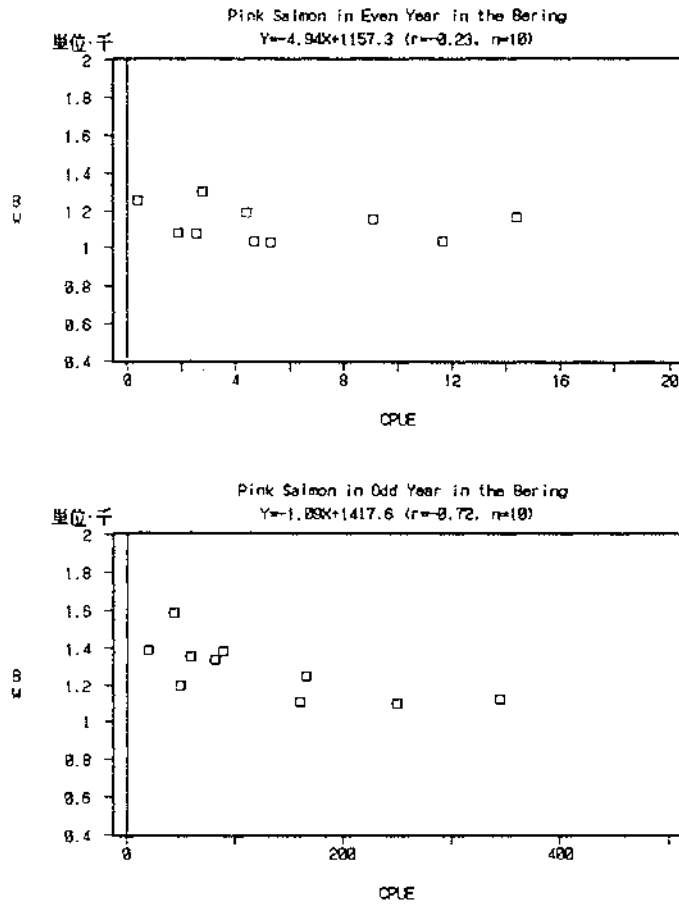 Pink Salmon in Even Year in the Bering
Y=-4.94X+1157.3 (r=-0.23, n=10)
単位・千
2
1.8
1.6
1.4
1.2
1
0.8
0.6
0.4
0 4 8 12 16 20
CPUE
Pink Salmon in Odd Year in the Bering
Y=-1.09X+1417.6 (r=-0.72, n=10)
単位・千
2
1.8
1.6
1.4
1.2
1
0.8
0.6
0.4
0 200 400
CPUE